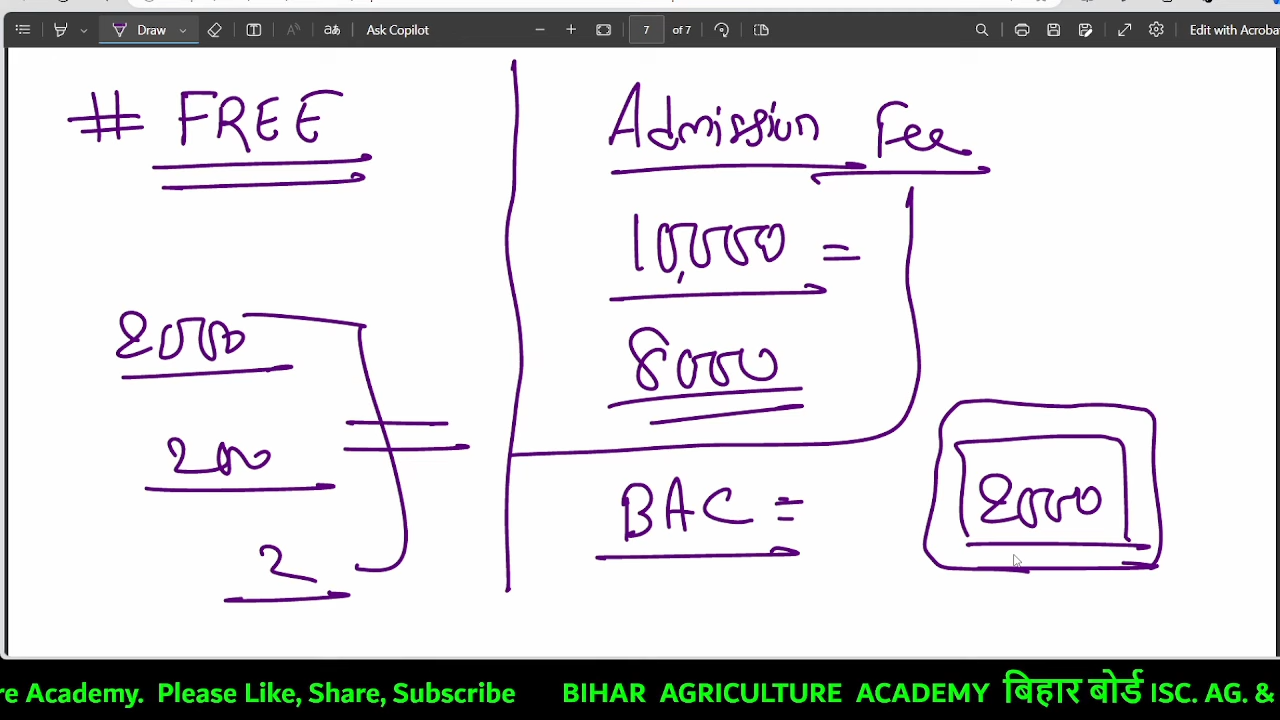 Draw
Ask Copilot
7 of 7
Edit with Acroba
# FREE
2000
200
2
Admission Fee
10,000 =
8000
BAC =
2000
re Academy. Please Like, Share, Subscribe BIHAR AGRICULTURE ACADEMY बिहार बोर्ड ISC. AG. &